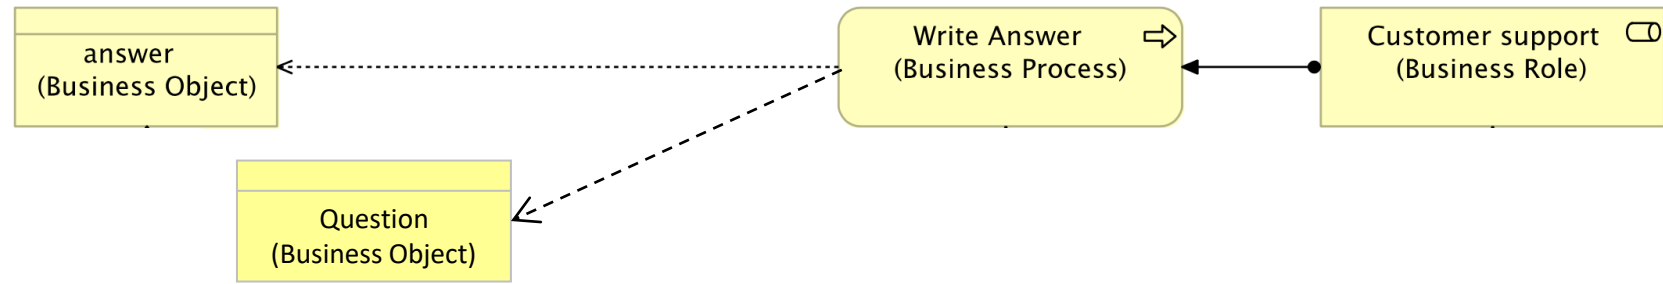 answer
(Business Object)
Write Answer
(Business Process)
Customer support
(Business Role)
Question
(Business Object)